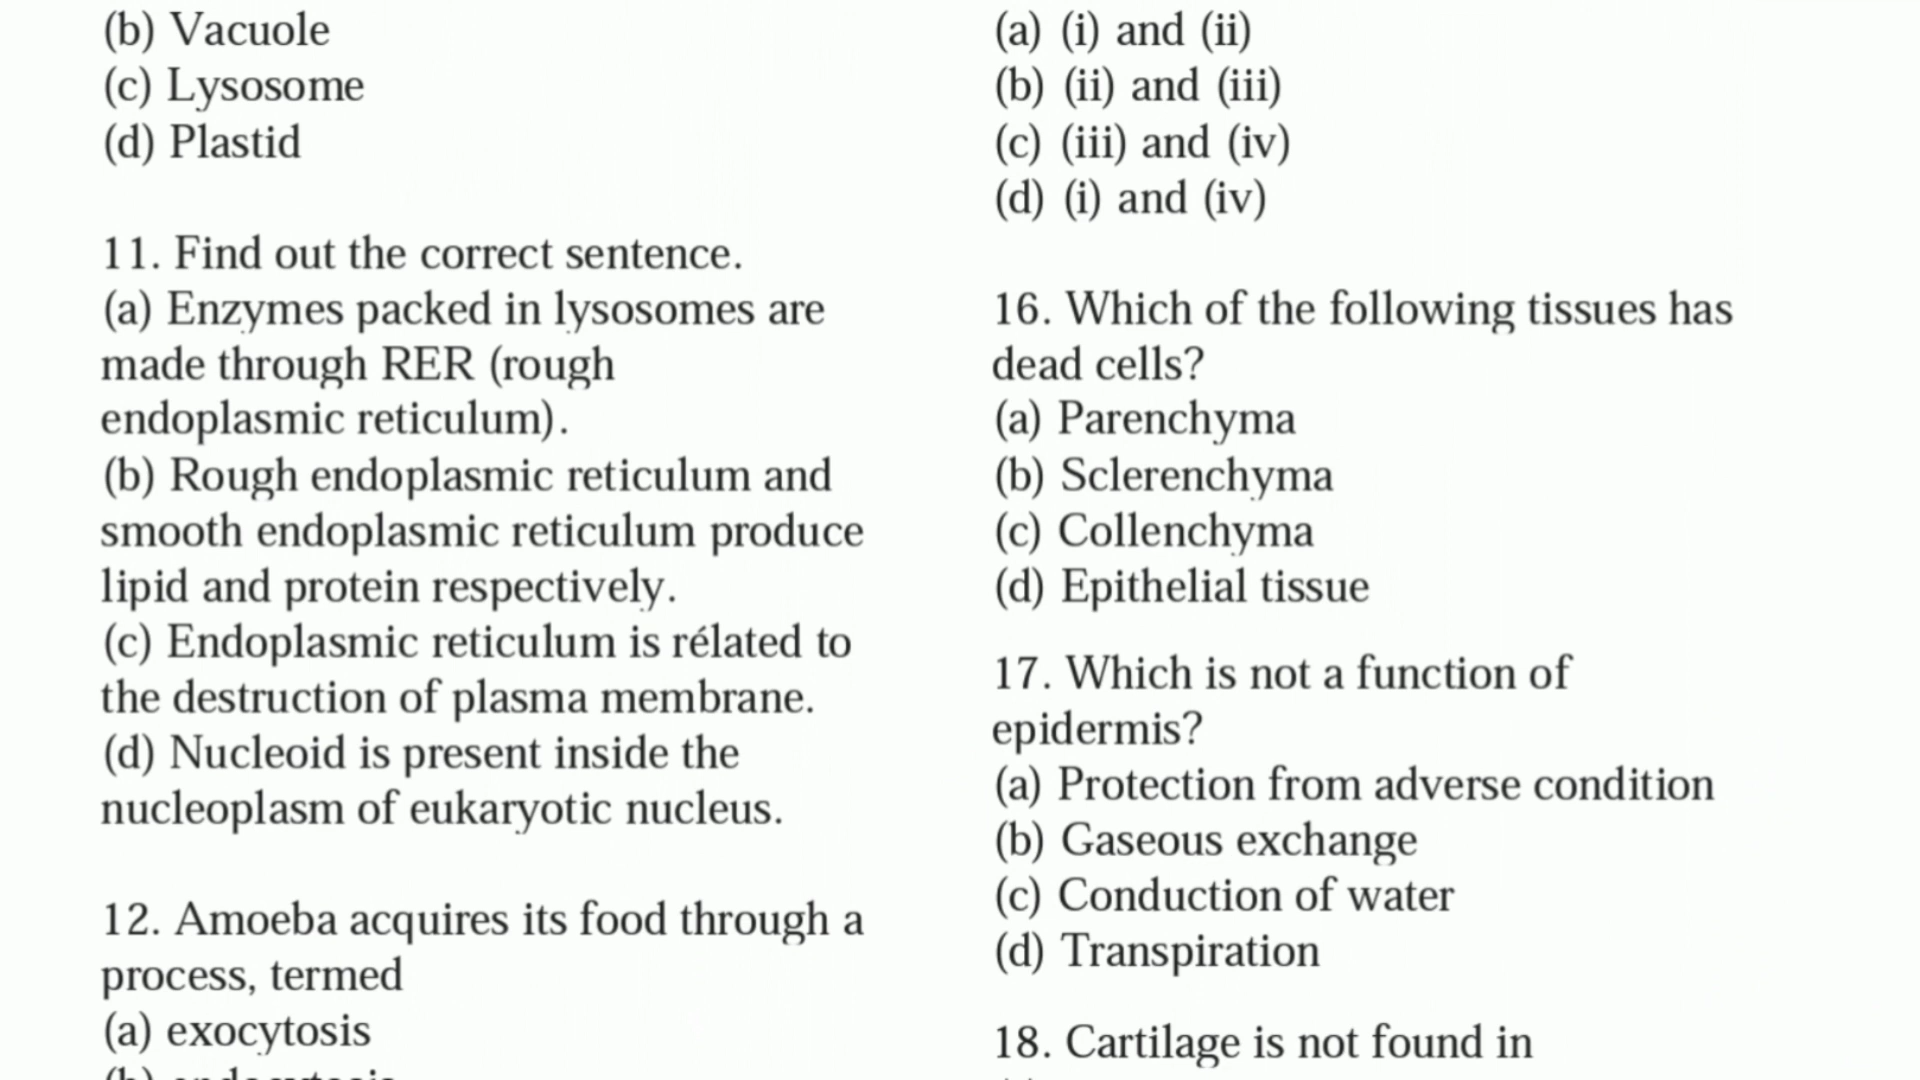 (b) Vacuole
(c) Lysosome
(d) Plastid
11. Find out the correct sentence.
(a) Enzymes packed in lysosomes are
made through RER (rough
endoplasmic reticulum).
(b) Rough endoplasmic reticulum and
smooth endoplasmic reticulum produce
lipid and protein respectively.
(c) Endoplasmic reticulum is rélated to
the destruction of plasma membrane.
(d) Nucleoid is present inside the
nucleoplasm of eukaryotic nucleus.
12. Amoeba acquires its food through a
process, termed
(a) exocytosis
(b) endocytosis
(a) (i) and (ii)
(b) (ii) and (iii)
(c) (iii) and (iv)
(d) (i) and (iv)
16. Which of the following tissues has
dead cells?
(a) Parenchyma
(b) Sclerenchyma
(c) Collenchyma
(d) Epithelial tissue
17. Which is not a function of
epidermis?
(a) Protection from adverse condition
(b) Gaseous exchange
(c) Conduction of water
(d) Transpiration
18. Cartilage is not found in